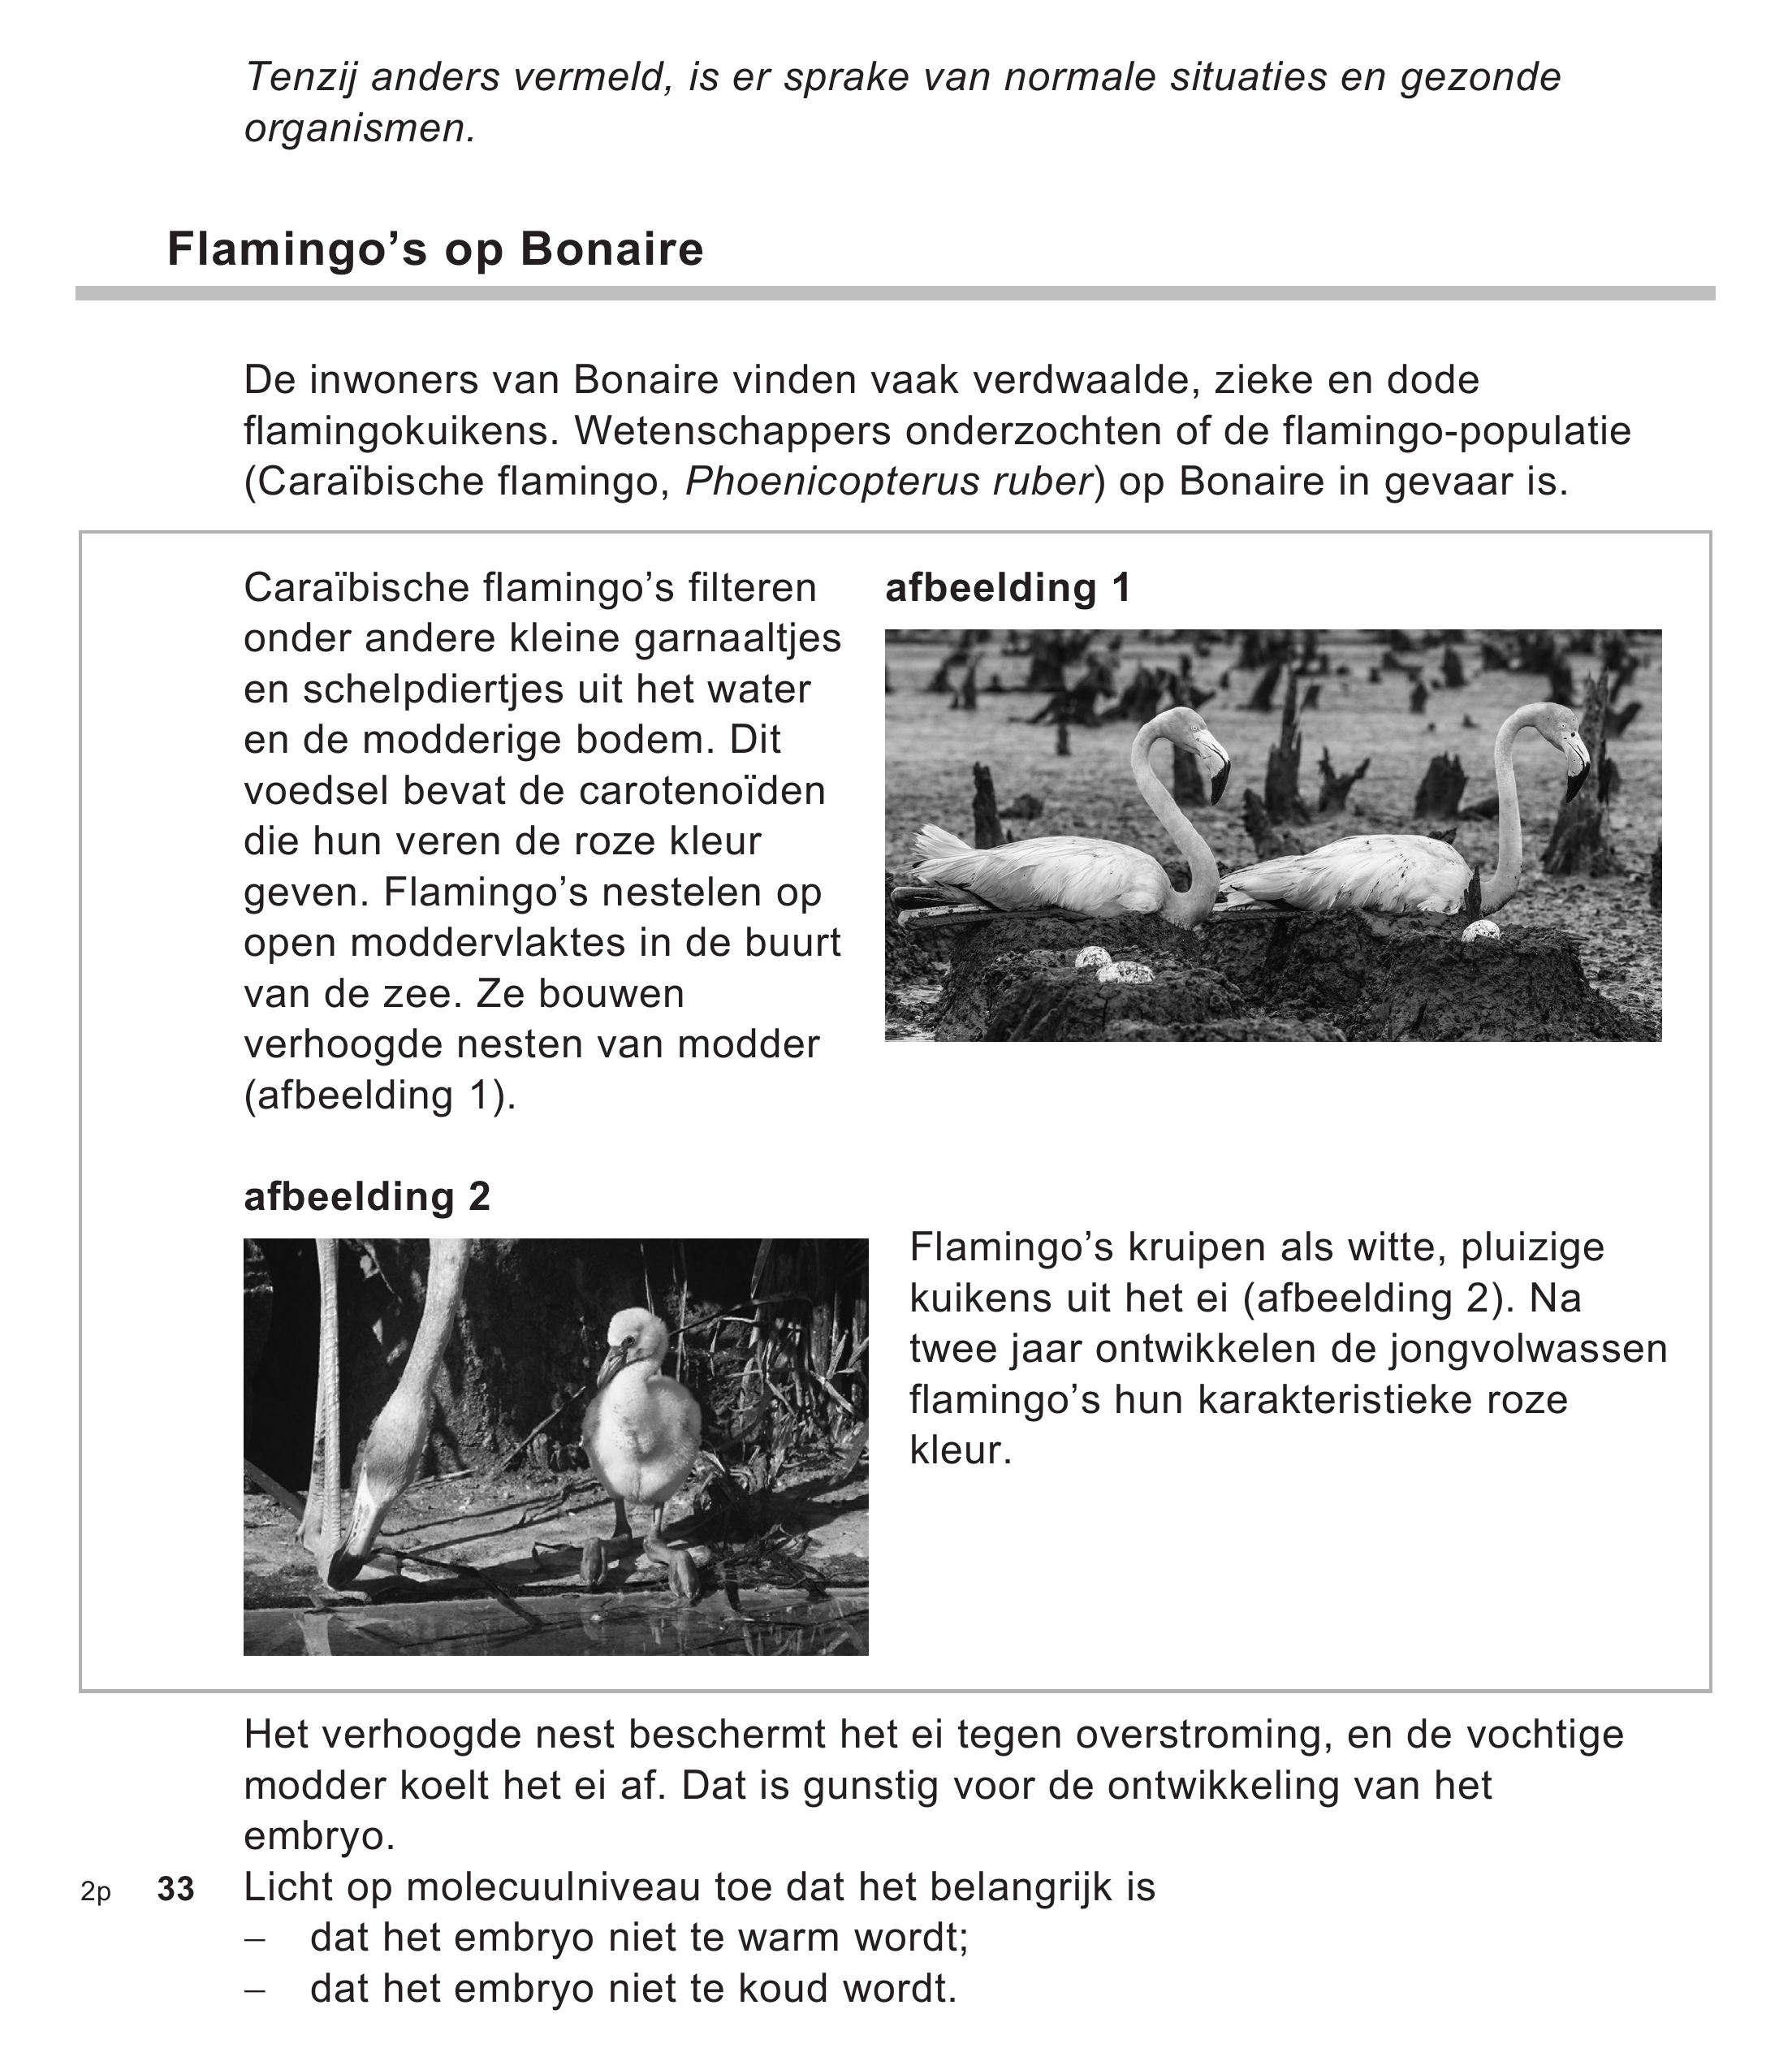 Tenzij anders vermeld, is er sprake van normale situaties en gezonde
organismen.
Flamingo’s op Bonaire
De inwoners van Bonaire vinden vaak verdwaalde, zieke en dode
flamingokuikens. Wetenschappers onderzochten of de flamingo-populatie
(Caraïbische flamingo, Phoenicopterus ruber) op Bonaire in gevaar is.
Caraïbische flamingo’s filteren
onder andere kleine garnaaltjes
en schelpdiertjes uit het water
en de modderige bodem. Dit
voedsel bevat de carotenoïden
die hun veren de roze kleur
geven. Flamingo’s nestelen op
open moddervlaktes in de buurt
van de zee. Ze bouwen
verhoogde nesten van modder
(afbeelding 1).
afbeelding 1
afbeelding 2
Flamingo’s kruipen als witte, pluizige
kuikens uit het ei (afbeelding 2). Na
twee jaar ontwikkelen de jongvolwassen
flamingo’s hun karakteristieke roze
kleur.
Het verhoogde nest beschermt het ei tegen overstroming, en de vochtige
modder koelt het ei af. Dat is gunstig voor de ontwikkeling van het
embryo.
2p 33 Licht op molecuulniveau toe dat het belangrijk is
– dat het embryo niet te warm wordt;
– dat het embryo niet te koud wordt.